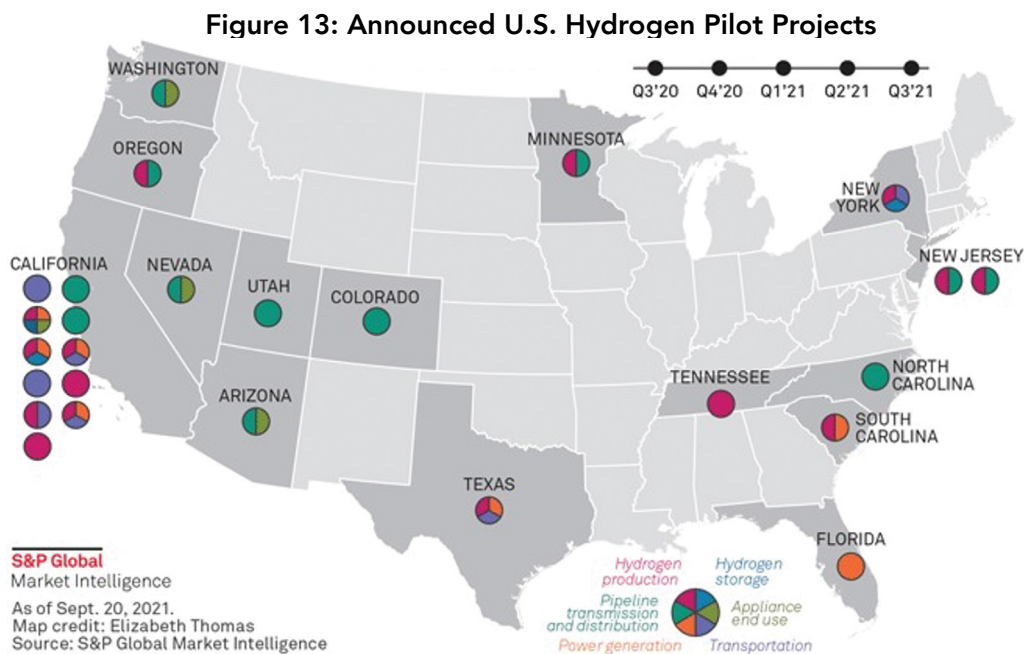 Figure 13: Announced U.S. Hydrogen Pilot Projects
Q3'20 Q4'20 Q1'21 Q2'21 Q3'21
WASHINGTON
OREGON
MINNESOTA
NEW
YORK
NEW JERSEY
CALIFORNIA
NEVADA
UTAH
COLORADO
ARIZONA
TENNESSEE
NORTH
CAROLINA
SOUTH
CAROLINA
TEXAS
FLORIDA
S&P Global
Market Intelligence
As of Sept. 20, 2021.
Map credit: Elizabeth Thomas
Source: S&P Global Market Intelligence
Hydrogen
production
Hydrogen
storage
Pipeline
transmission
and distribution
Appliance
end use
Power generation
Transportation